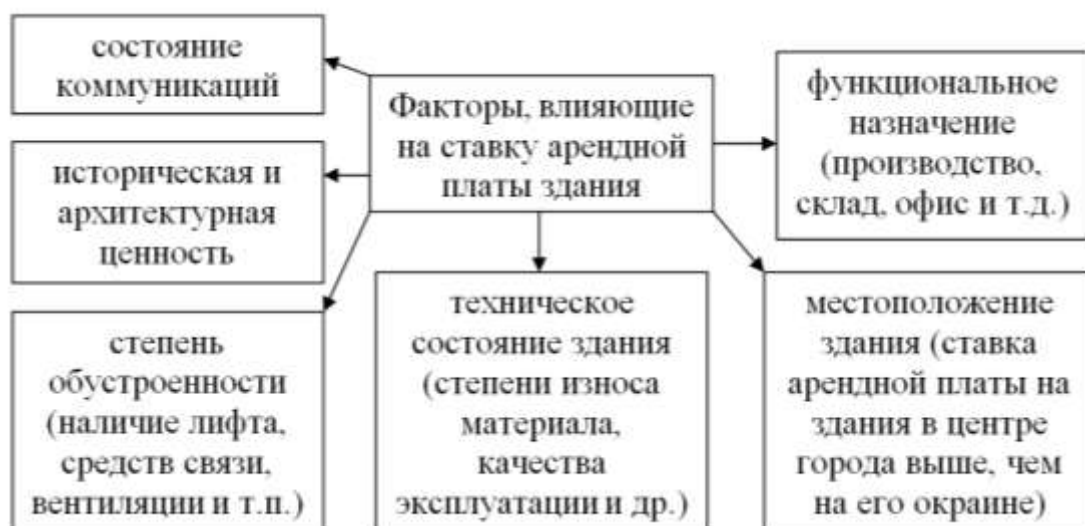 состояние
коммуникаций
Факторы, влияющие
на ставку арендной
платы здания
функциональное
назначение
(производство,
склад, офис и т.д.)
историческая и
архитектурная
ценность
степень
обустроенности
(наличие лифта,
средств связи,
вентиляции и т.п.)
техническое
состояние здания
(степени износа
материала,
качества
эксплуатации и др.)
местоположение
здания (ставка
арендной платы на
здания в центре
города выше, чем
на его окраине)